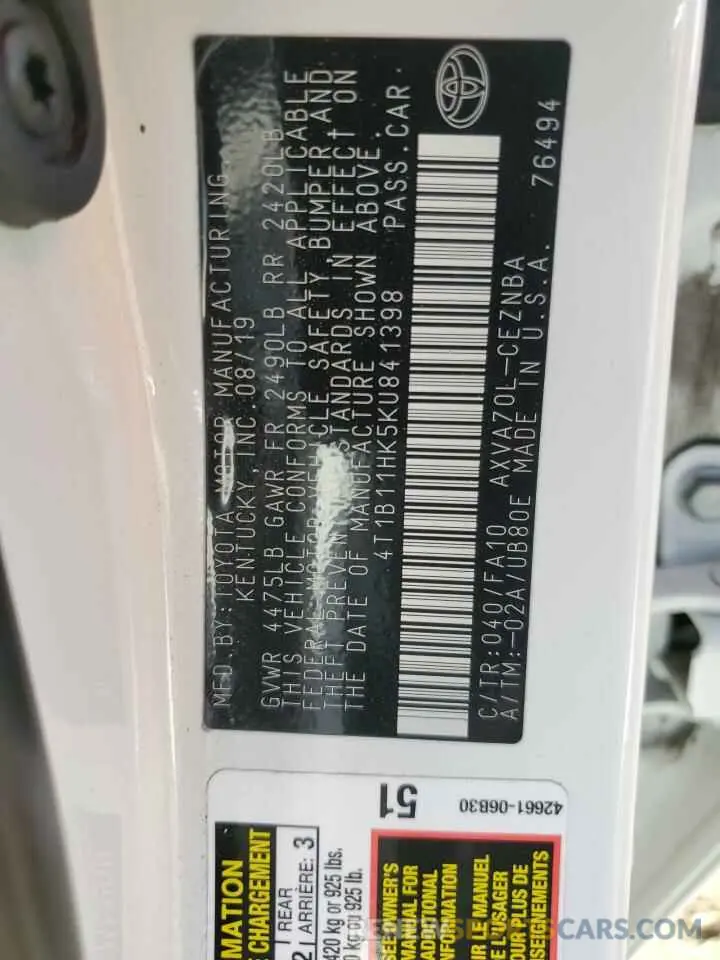 MFD.BY: TOYOTA MOTOR MANUFACTURING,
KENTUCKY, INC 08/19
GVWR 4475LB GAWR FR 2490LB RR 2420LB
THIS VEHICLE CONFORMS TO ALL APPLICABLE
FEDERAL MOTOR VEHICLE SAFETY, BUMPER AND
THEFT PREVENTION STANDARDS IN EFFECT ON
THE DATE OF MANUFACTURE SHOWN ABOVE.
4T1B11HK5KU841398 PASS.CAR
C/TR:040/FA10 AXVA70L-CEZNBA
A/TM:-02A/UB80E MADE IN U.S.A. 76494
51
42661-06B30
MATION
CHARGEMENT
2 REAR
ARRIÈRE: 3
420 kg or 925 lbs.
925 lb.
SEE OWNER'S
MANUAL FOR
ADDITIONAL
INFORMATION
IR LE MANUEL
L'USAGER
OUR PLUS DE
SEIGNEMENTS